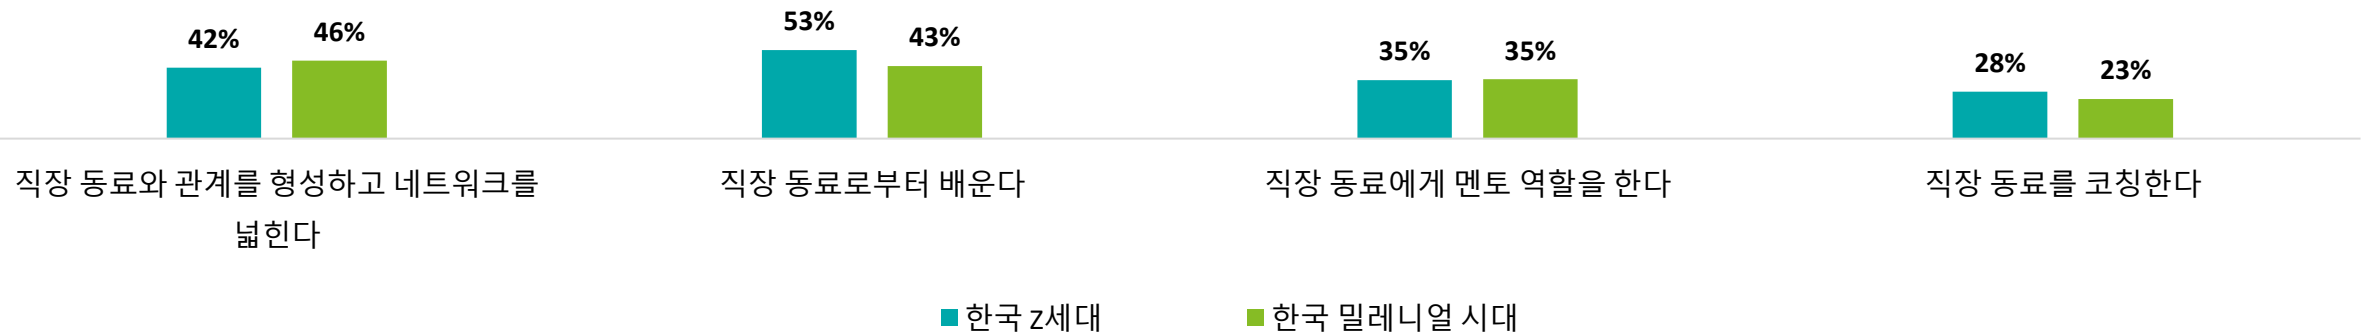 42% 46%
53% 43%
35% 35%
28% 23%
직장 동료와 관계를 형성하고 네트워크를
넓힌다
직장 동료로부터 배운다
직장 동료에게 멘토 역할을 한다
직장 동료를 코칭한다
한국 z세대
한국 밀레니얼 시대